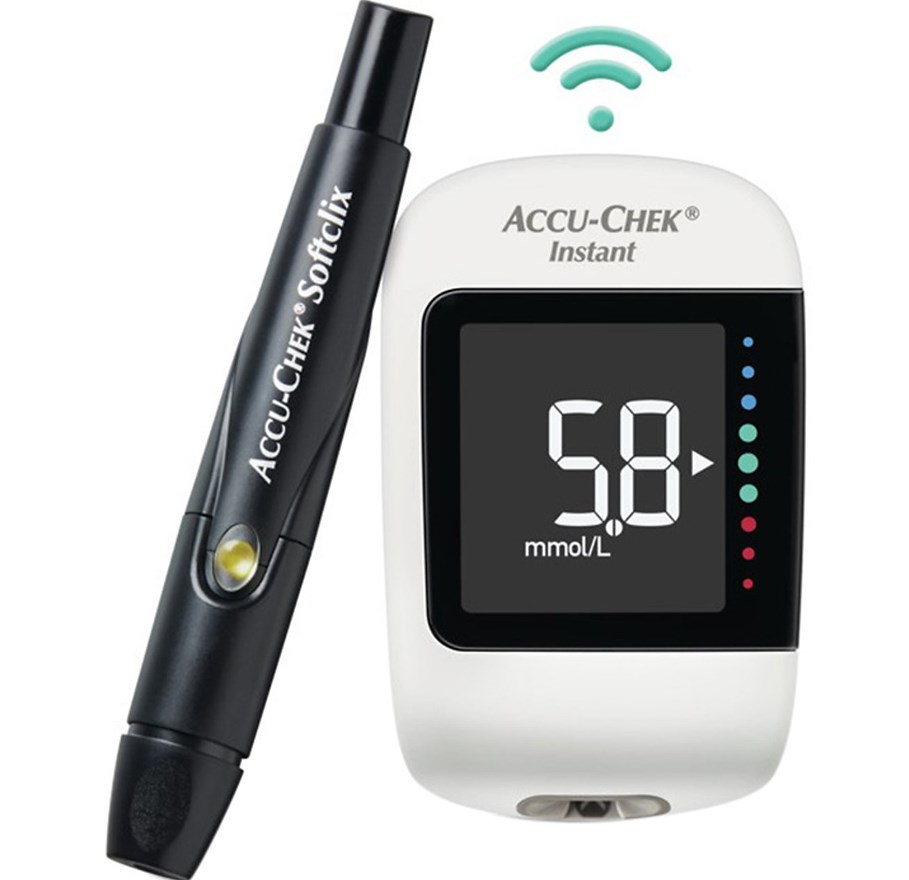 ACCU-CHEK® Softclix
ACCU-CHEK®
Instant
5.8
mmol/L